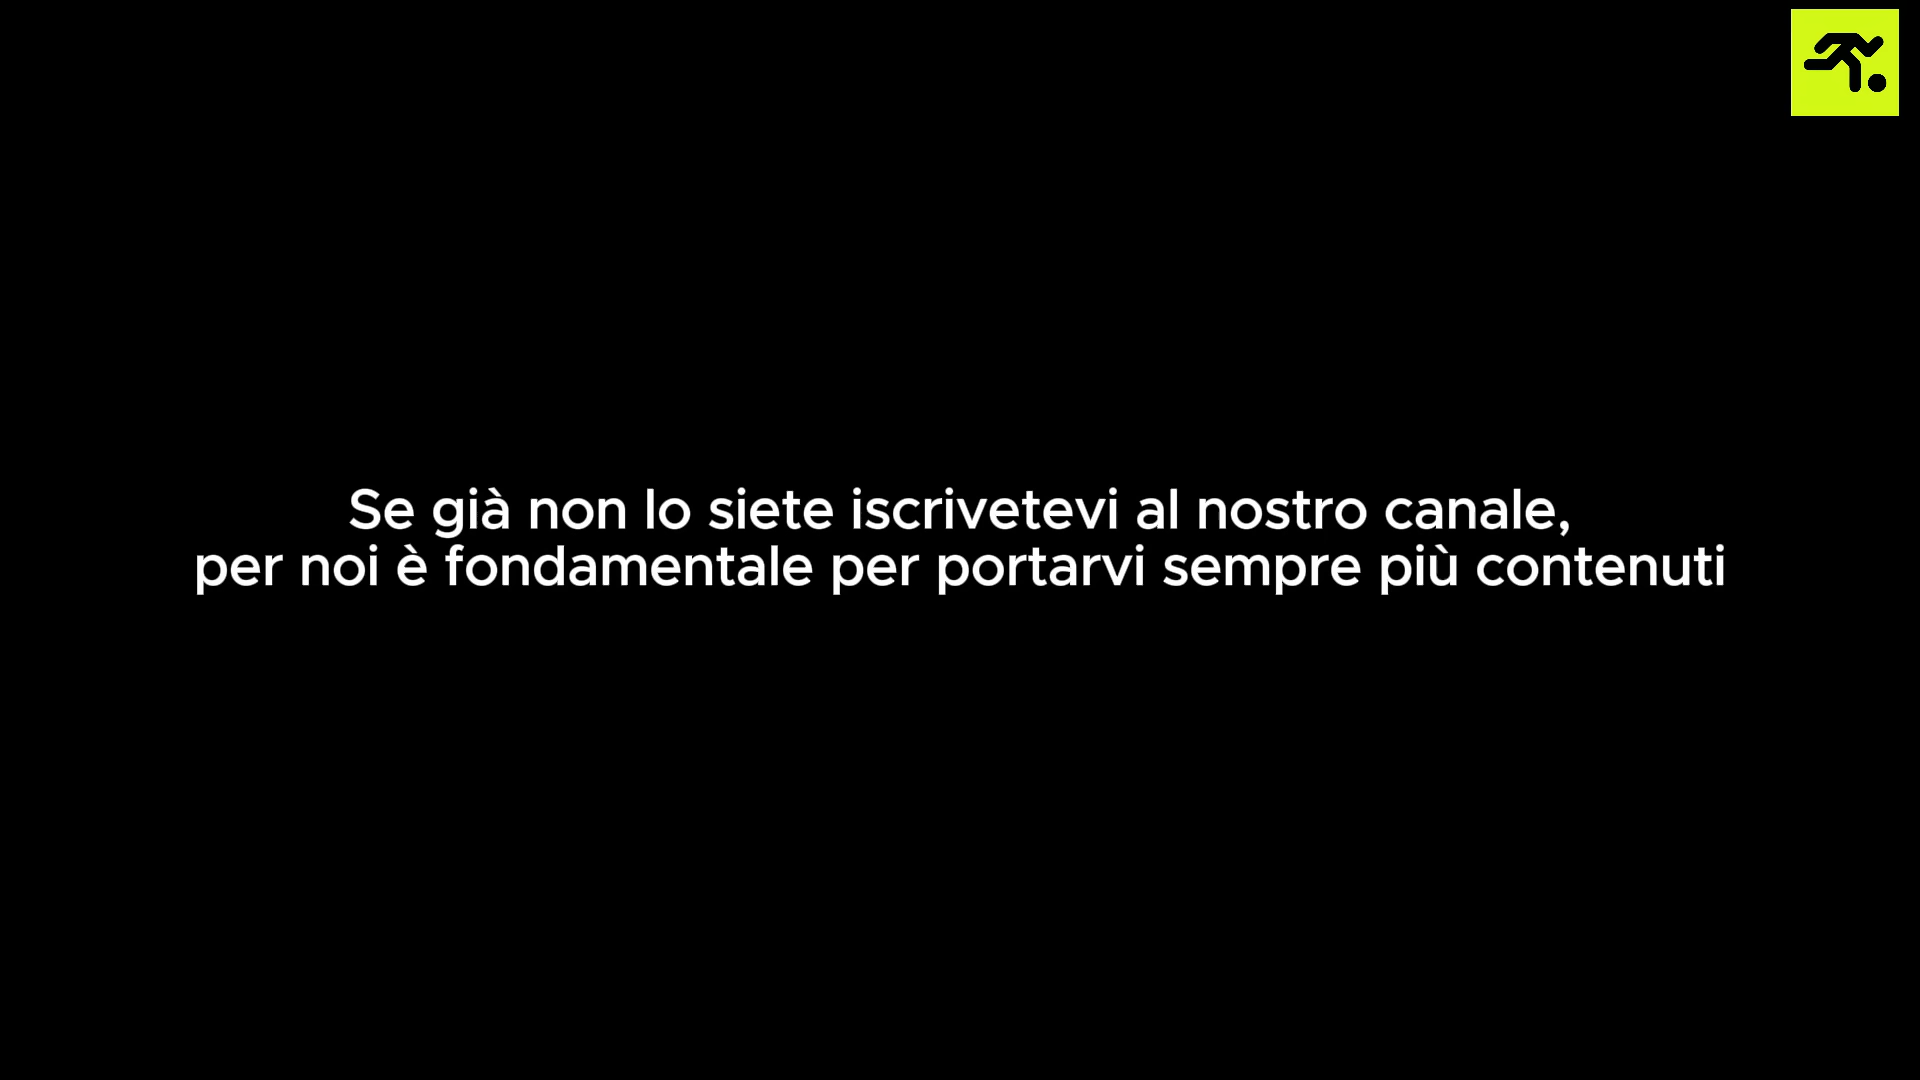 Se già non lo siete iscrivetevi al nostro canale,
per noi è fondamentale per portarvi sempre più contenuti